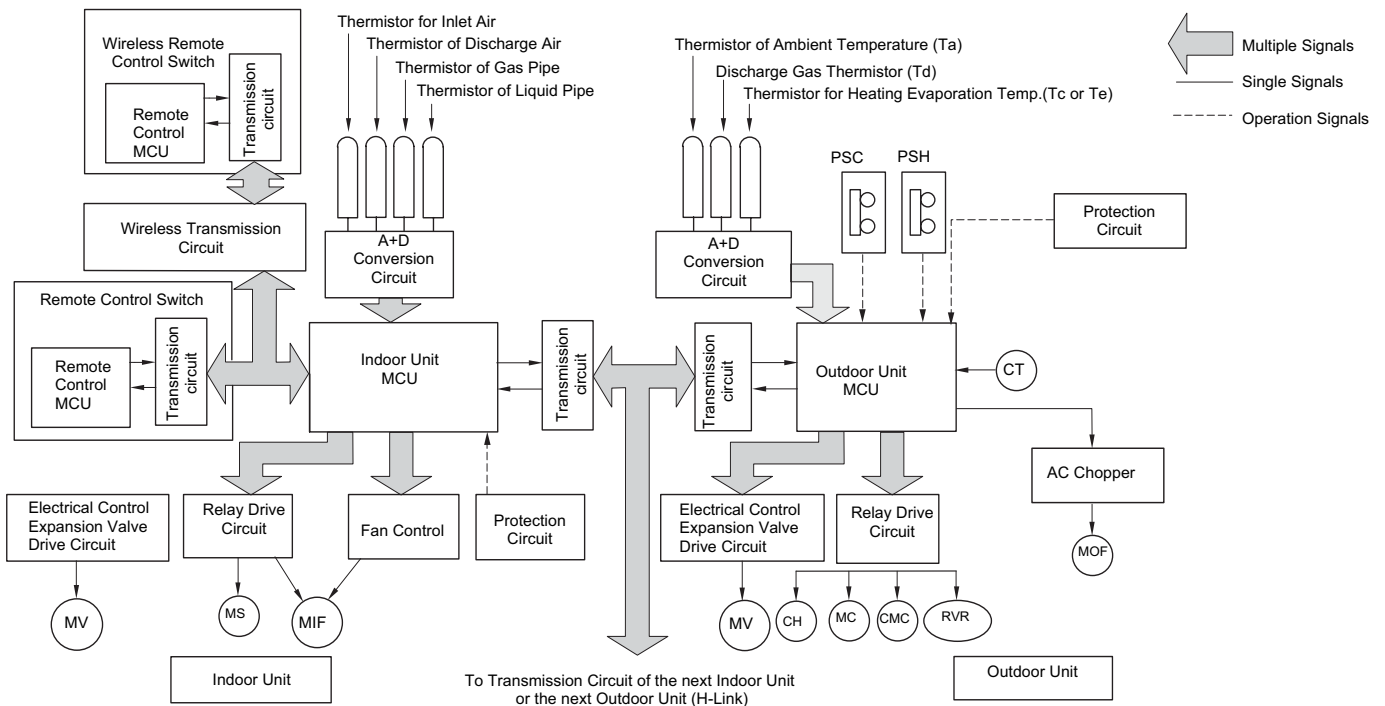 Wireless Remote
Control Switch
Remote
Control
MCU
Transmission
circuit
Wireless Transmission
Circuit
Remote Control Switch
Remote
Control
MCU
Transmission
circuit
Thermistor for Inlet Air
Thermistor of Discharge Air
Thermistor of Gas Pipe
Thermistor of Liquid Pipe
A+D
Conversion
Circuit
Indoor Unit
MCU
Transmission
circuit
Electrical Control
Expansion Valve
Drive Circuit
Relay Drive
Circuit
Fan Control
Protection
Circuit
MV
MS
MIF
Indoor Unit
To Transmission Circuit of the next Indoor Unit
or the next Outdoor Unit (H-Link)
Thermistor of Ambient Temperature (Ta)
Discharge Gas Thermistor (Td)
Thermistor for Heating Evaporation Temp.(Tc or Te)
A+D
Conversion
Circuit
PSC
PSH
Protection
Circuit
Transmission
circuit
Outdoor Unit
MCU
CT
AC Chopper
MOF
Electrical Control
Expansion Valve
Drive Circuit
Relay Drive
Circuit
MV
CH
MC
CMC
RVR
Outdoor Unit
Multiple Signals
Single Signals
Operation Signals